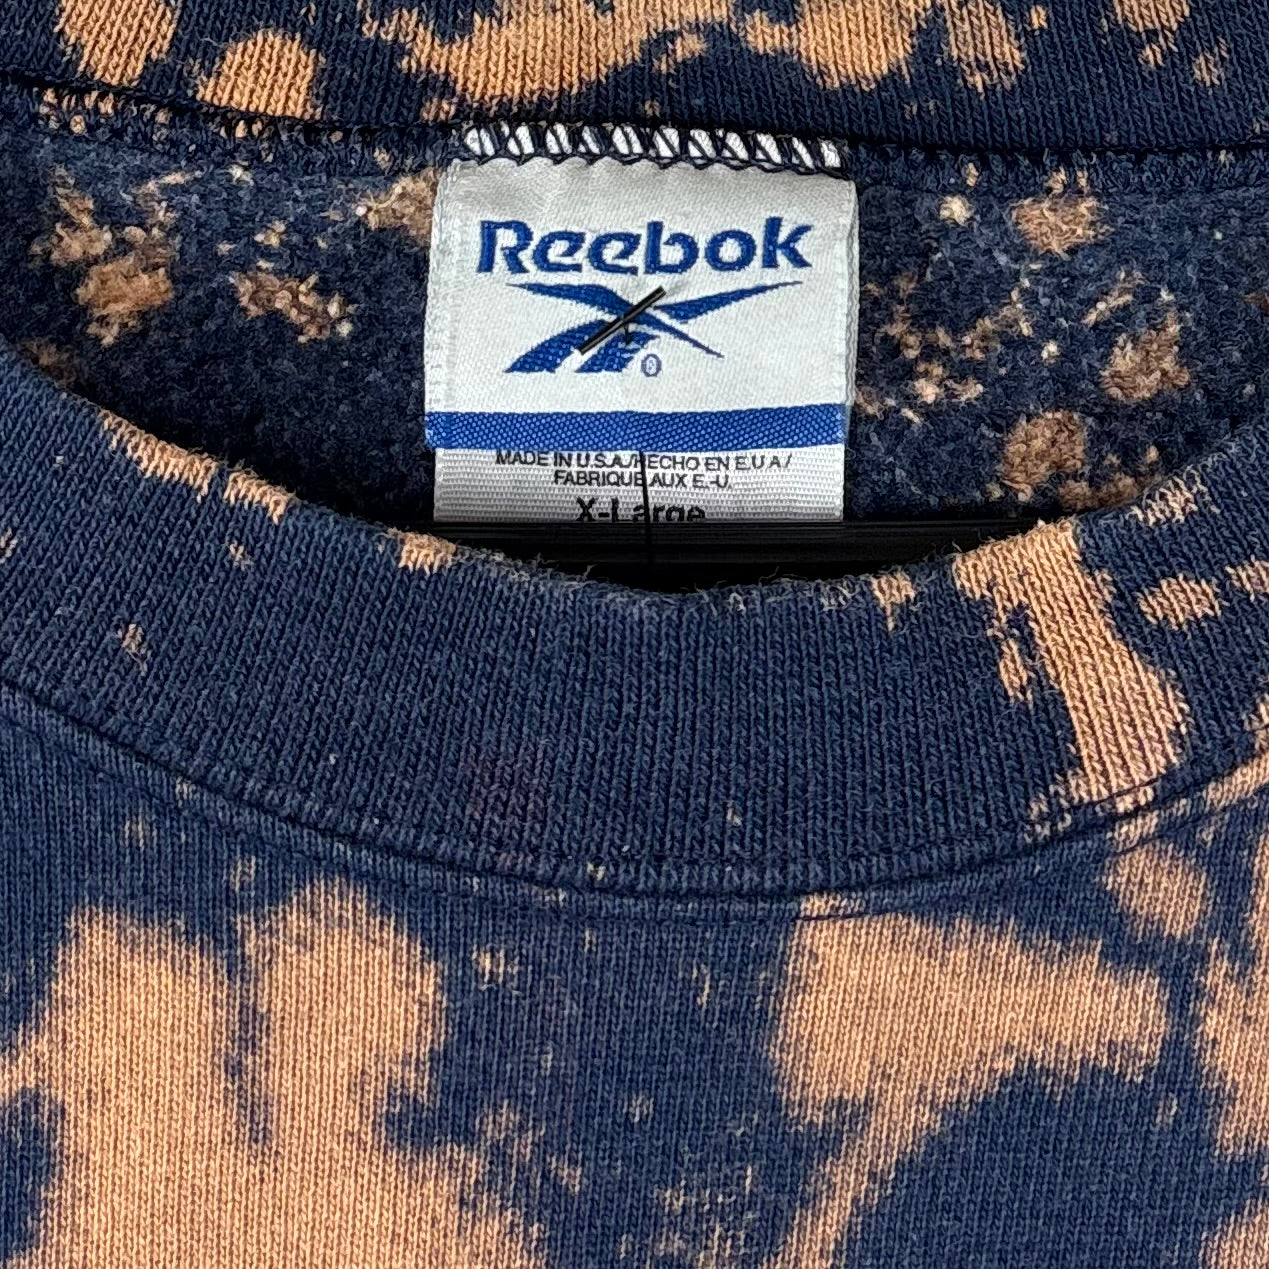 Reebok
®
MADE IN U.S.A./HECHO EN E.U A/
FABRIQUE AUX E.-U.
X-Large